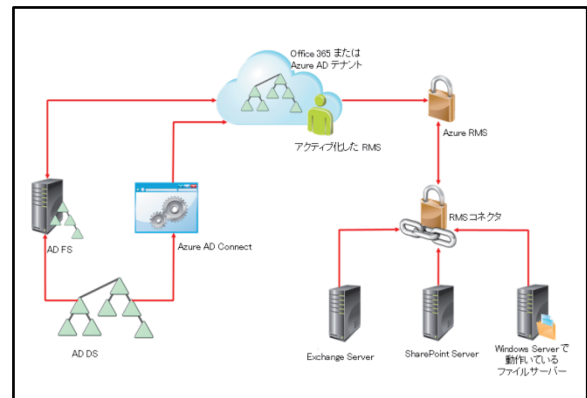 Office 365 または
Azure AD テナント
アクティブ化した RMS
Azure RMS
AD FS
Azure AD Connect
RMS コネクタ
AD DS
Exchange Server
SharePoint Server
Windows Server で
動作いている
ファイルサーバー